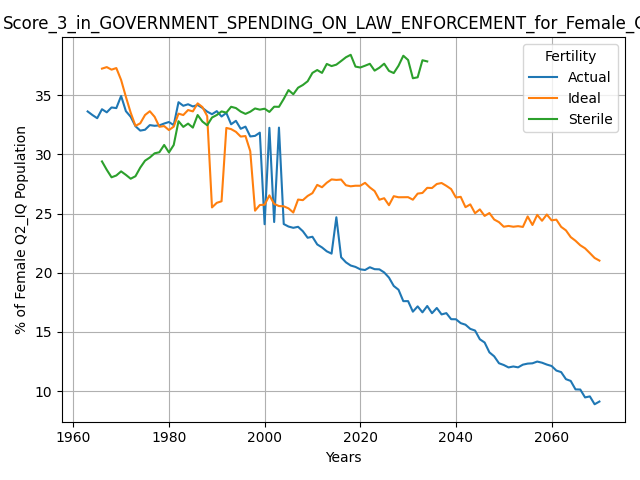 Score_3_in_GOVERNMENT_SPENDING_ON_LAW_ENFORCEMENT_for_Female_
Fertility
Actual
Ideal
Sterile
% of Female Q2_IQ Population
35
30
25
20
15
10
1960
1980
2000
2020
2040
2060
Years